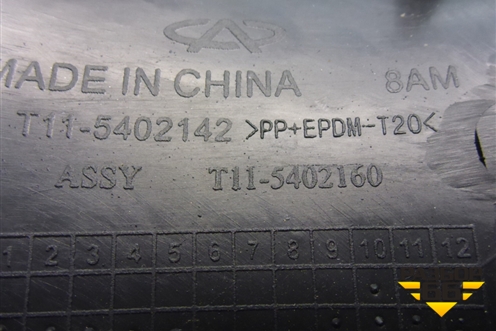 MADE IN CHINA 8AM
T11-5402142 >PP+EPDM-T20<
ASSY T11-5402160
1 2 3 4 5 6 7 8 9 10 11 12